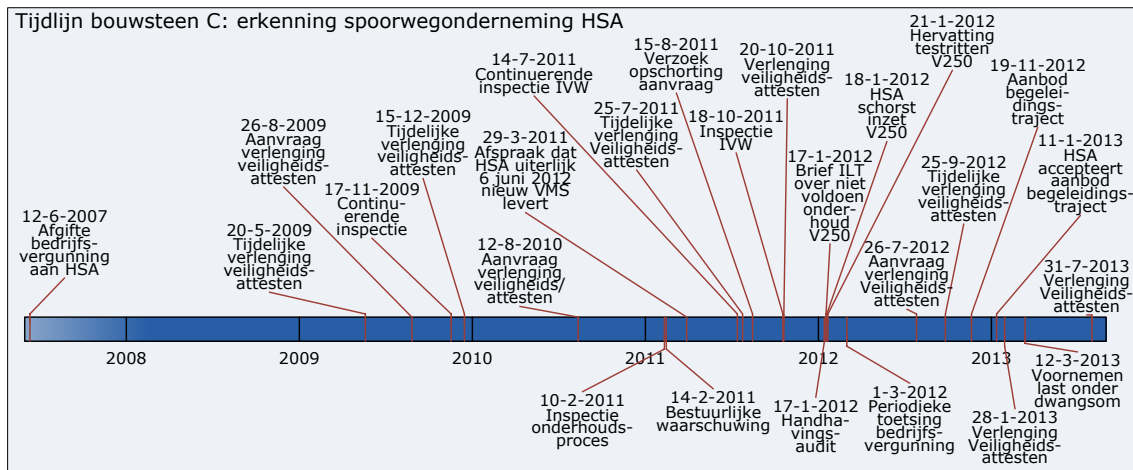 Tijdlijn bouwsteen C: erkenning spoorwegonderneming HSA
12-6-2007
Afgifte
bedrijfs-
vergunning
aan HSA
20-5-2009
Tijdelijke
verlenging
veiligheids-
attesten
26-8-2009
Aanvraag
verlenging
veiligheids-
attesten
17-11-2009
Continu-
erende
inspectie
15-12-2009
Tijdelijke
verlenging
veiligheids-
attesten
12-8-2010
Aanvraag
verlenging
veiligheids/
attesten
29-3-2011
Afspraak dat
HSA uiterlijk
6 juni 2012
nieuw VMS
levert
14-7-2011
Continuerende
inspectie IVW
25-7-2011
Tijdelijke
verlenging
Veiligheids-
attesten
15-8-2011
Verzoek
opschorting
aanvraag
18-10-2011
Inspectie
IVW
20-10-2011
Verlenging
veiligheids-
attesten
17-1-2012
Brief ILT
over niet
voldoen
onder-
houd
V250
18-1-2012
HSA
schorst
inzet
V250
21-1-2012
Hervatting
testritten
V250
26-7-2012
Aanvraag
verlenging
Veiligheids-
attesten
25-9-2012
Tijdelijke
verlenging
veiligheids-
attesten
19-11-2012
Aanbod
begelei-
dings-
traject
11-1-2013
HSA
accepteert
aanbod
begeleidings-
traject
31-7-2013
Verlenging
Veiligheids-
attesten
2008
2009
2010
2011
2012
2013
10-2-2011
Inspectie
onderhouds-
proces
14-2-2011
Bestuurlijke
waarschuwing
17-1-2012
Handha-
vings-
audit
1-3-2012
Periodieke
toetsing
bedrijfs-
vergunning
28-1-2013
Verlenging
Veiligheids-
attesten
12-3-2013
Voornemen
last onder
dwangsom